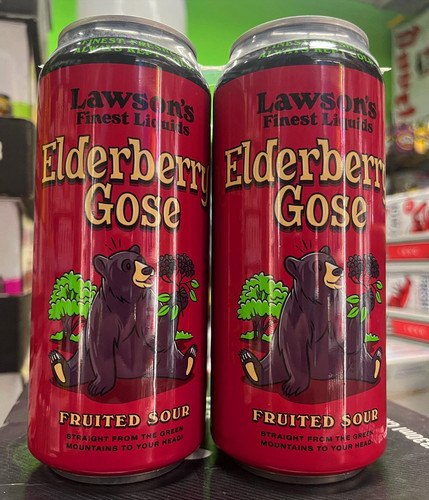 Lawson's
Finest Liquids
Elderberry
Gose
FRUITED SOUR
STRAIGHT FROM THE GREEN
MOUNTAINS TO YOUR HEAD!
Lawson's
Finest Liquids
Elderberry
Gose
FRUITED SOUR
STRAIGHT FROM THE GREEN
MOUNTAINS TO YOUR HEAD!